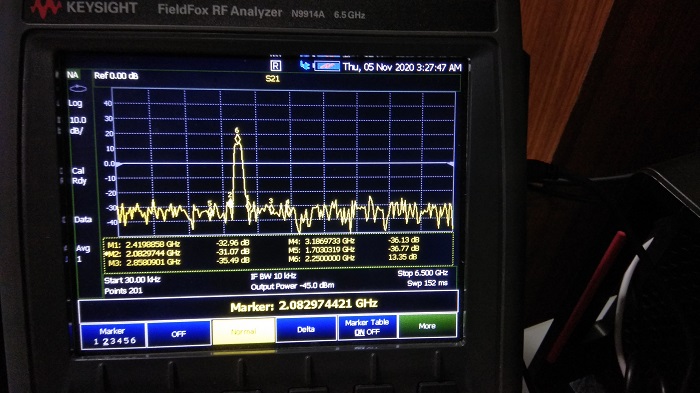 KEYSIGHT FieldFox RF Analyzer N9914A 6.5 GHz
R Thu, 05 Nov 2020 3:27:47 AM
NA Ref 0.00 dB S21
Log
10.0
dB/
Cal
Rdy
Data
Avg
1
40
30
20
10
0.0
-10
-20
-30
-40
6
M1: 2.4198858 GHz -32.96 dB M4: 3.1869733 GHz -36.13 dB
*M2: 2.0829744 GHz -31.07 dB M5: 1.7030319 GHz -36.77 dB
M3: 2.8580901 GHz -35.49 dB M6: 2.2500000 GHz 13.35 dB
Start 30.00 kHz IF BW 10 kHz Stop 6.500 GHz
Points 201 Output Power -45.0 dBm Swp 152 ms
Marker: 2.082974421 GHz
Marker
1 2 3 4 5 6
OFF
Normal
Delta
Marker Table
ON OFF
More